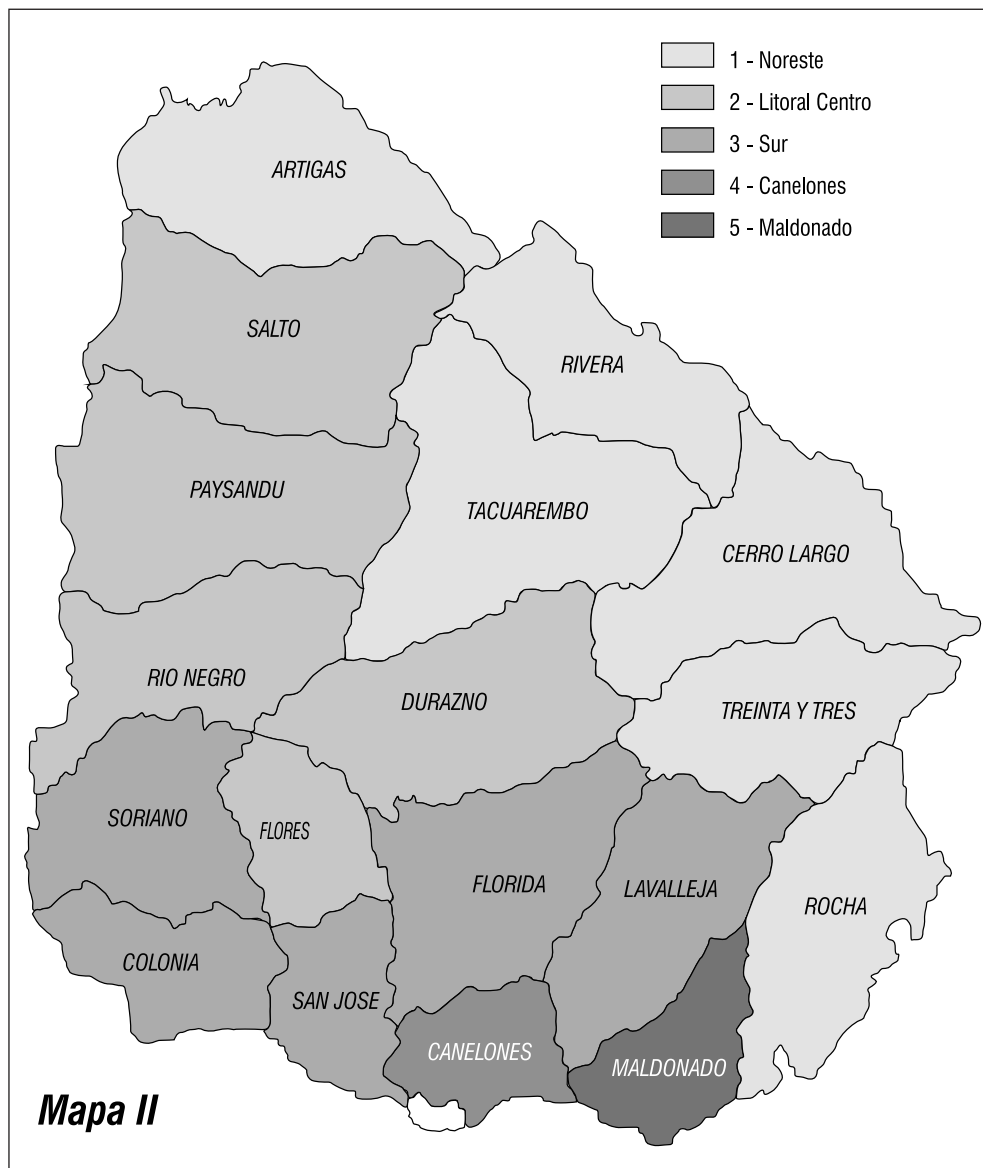 1 - Noreste
2 - Litoral Centro
3 - Sur
4 - Canelones
5 - Maldonado
ARTIGAS
SALTO
RIVERA
PAYSANDU
TACUAREMBO
CERRO LARGO
RIO NEGRO
DURAZNO
TREINTA Y TRES
SORIANO
FLORES
FLORIDA
LAVALLEJA
ROCHA
COLONIA
SAN JOSE
CANELONES
MALDONADO
Mapa II